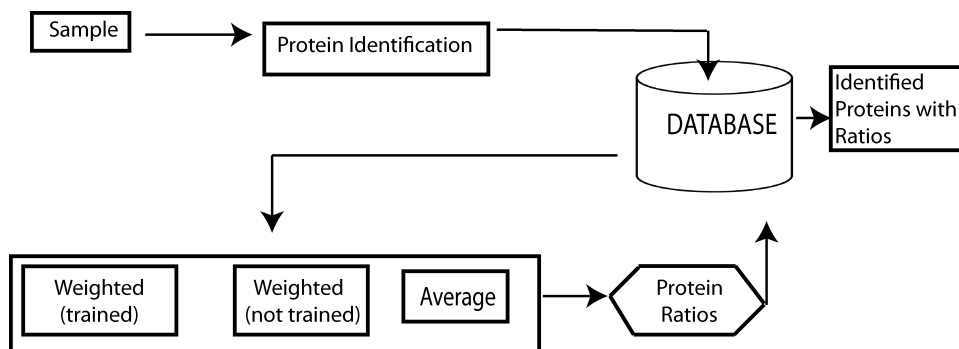 Sample
Protein Identification
DATABASE
Identified
Proteins with
Ratios
Weighted
(trained)
Weighted
(not trained)
Average
Protein
Ratios